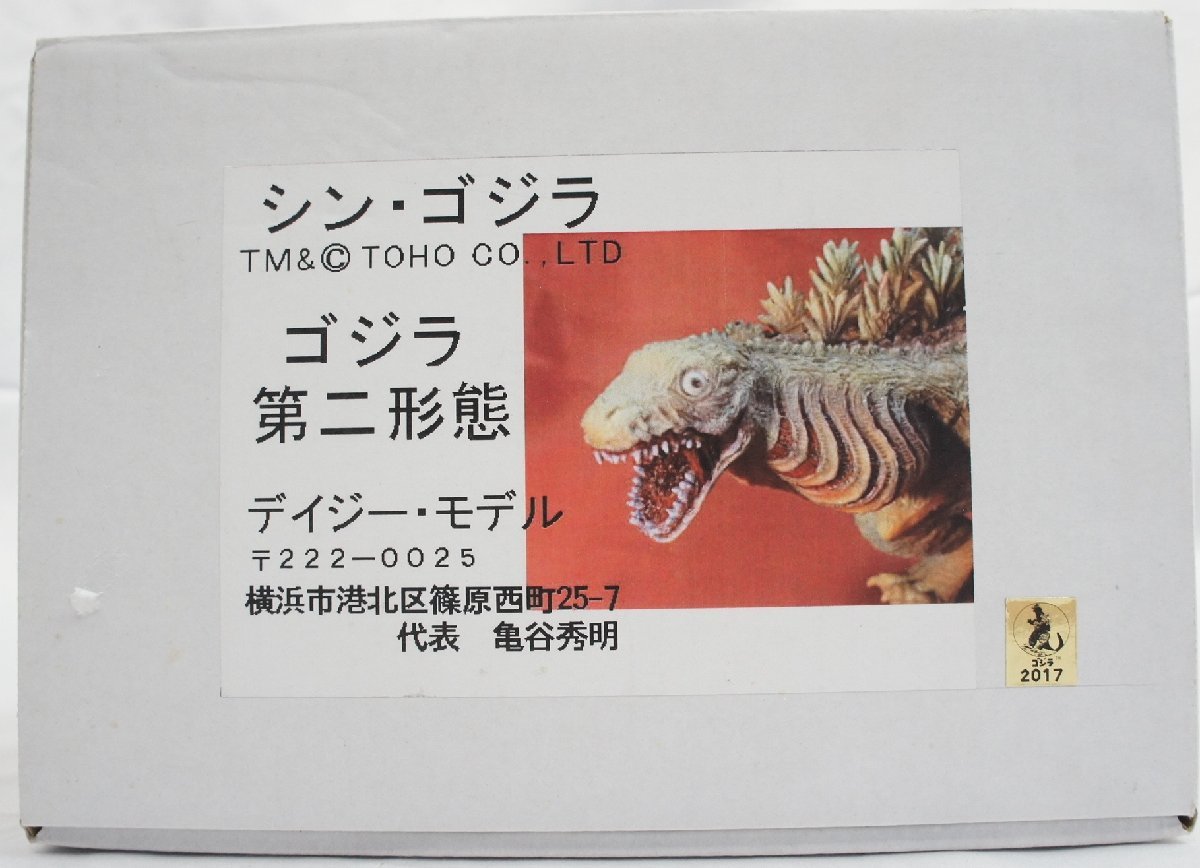 シン・ゴジラ
TM&© TOHO CO.,LTD
ゴジラ
第二形態
デイジー・モデル
〒222-0025
横浜市港北区篠原西町25-7
代表　亀谷秀明
ゴジラ
2017